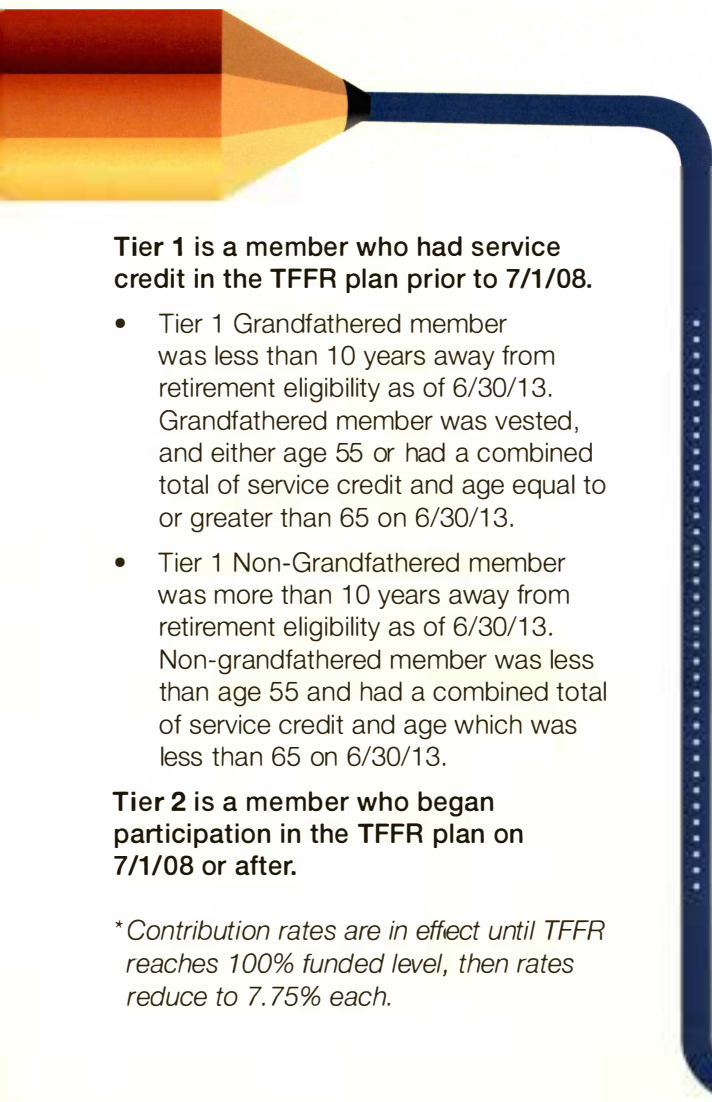 Tier 1 is a member who had service
credit in the TFFR plan prior to 7/1/08.
• Tier 1 Grandfathered member
was less than 10 years away from
retirement eligibility as of 6/30/13.
Grandfathered member was vested,
and either age 55 or had a combined
total of service credit and age equal to
or greater than 65 on 6/30/13.
• Tier 1 Non-Grandfathered member
was more than 10 years away from
retirement eligibility as of 6/30/13.
Non-grandfathered member was less
than age 55 and had a combined total
of service credit and age which was
less than 65 on 6/30/13.
Tier 2 is a member who began
participation in the TFFR plan on
7/1/08 or after.
*Contribution rates are in effect until TFFR
reaches 100% funded level, then rates
reduce to 7.75% each.